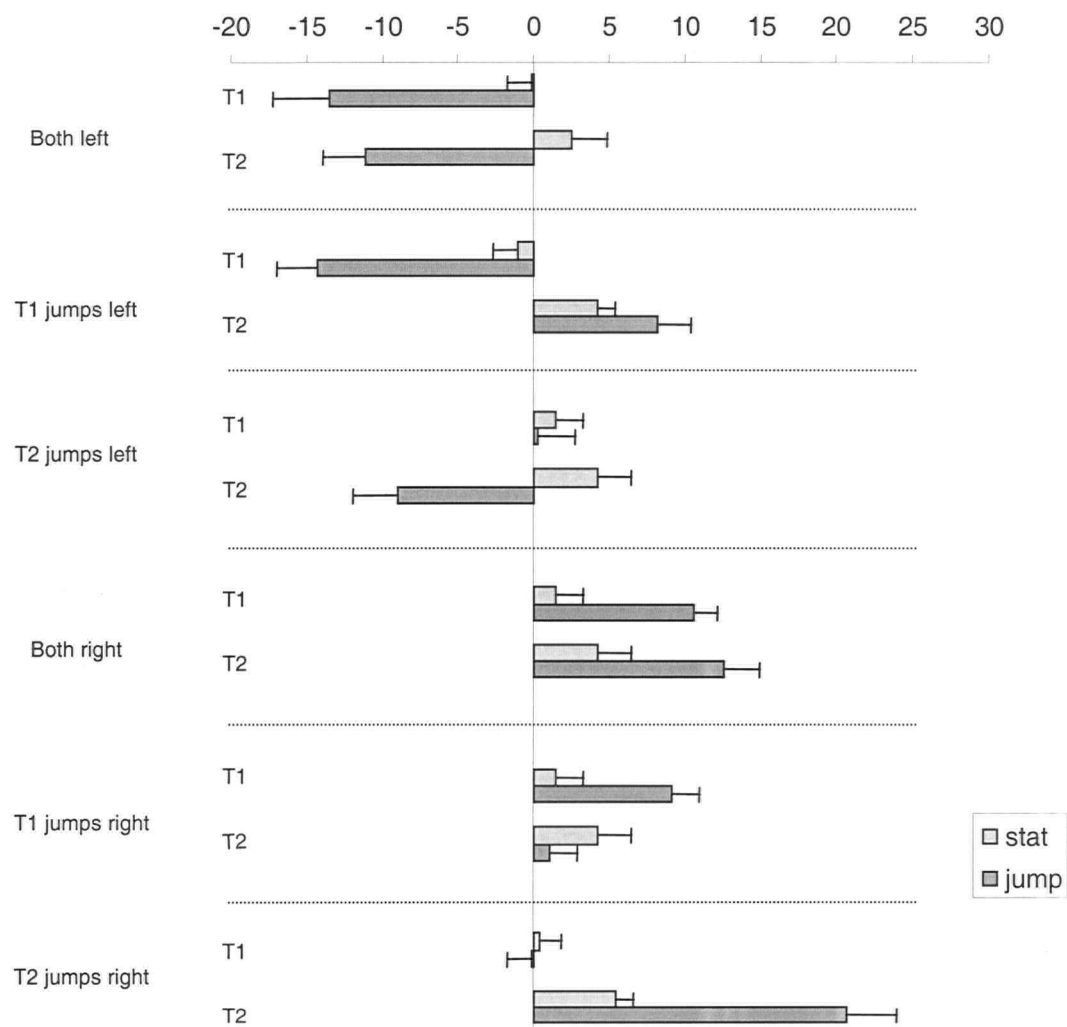 -20 -15 -10 -5 0 5 10 15 20 25 30
T1
Both left
T2
T1
T1 jumps left
T2
T1
T2 jumps left
T2
T1
Both right
T2
T1
T1 jumps right
T2
stat
jump
T1
T2 jumps right
T2